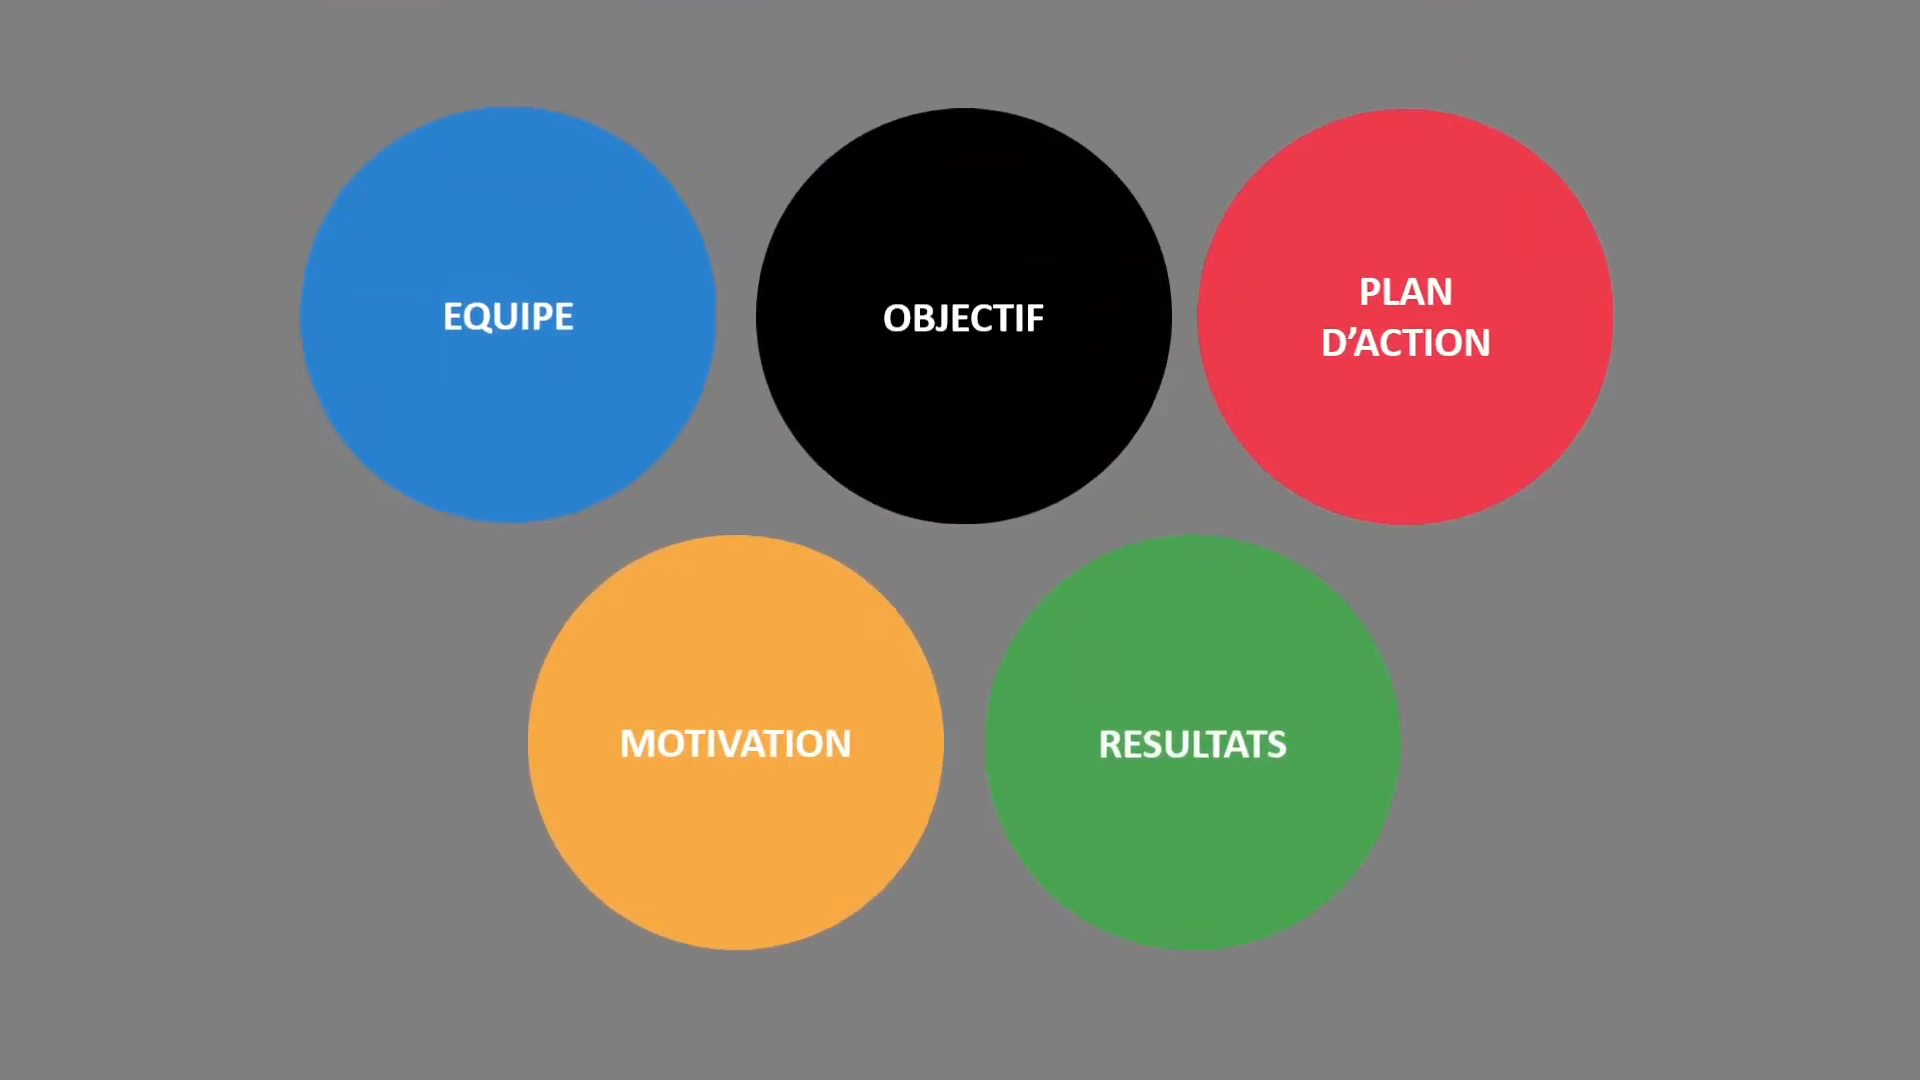 EQUIPE
OBJECTIF
PLAN
D’ACTION
MOTIVATION
RESULTATS